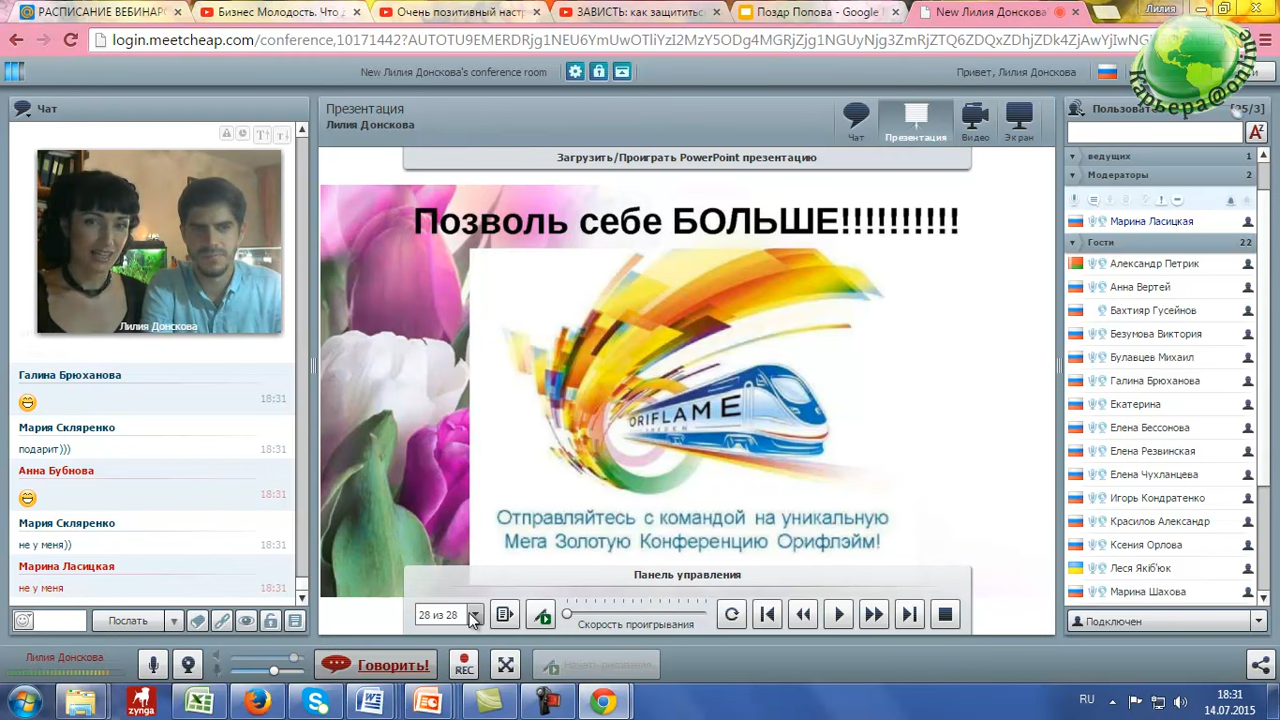 РАСПИСАНИЕ ВЕБИНАР
Бизнес Молодость. Что д
Очень позитивный настр
ЗАВИСТЬ: как защититьс
Поздр Попова - Google
New Лилия Донскова
Лилия
login.meetcheap.com/conference,10171442?
New Лилия Донскова's conference room
Привет, Лилия Донскова
карьера@online
Чат
Презентация
Лилия Донскова
Чат
Презентация
Видео
Экран
[25/3]
Загрузить/Проиграть PowerPoint презентацию
Лилия Донскова
Галина Брюханова
18:31
Мария Скляренко
подарит)))
18:31
Анна Бубнова
18:31
Мария Скляренко
не у меня))
18:31
Марина Ласицкая
не у меня
18:31
Послать
Позволь себе БОЛЬШЕ!!!!!!!!!!
ORIFLAME
SWEDEN
Отправляйтесь с командой на уникальную
Мега Золотую Конференцию Орифлэйм!
Панель управления
28 из 28
Скорость проигрывания
ведущих 1
Модераторы 2
Марина Ласицкая
Гости 22
Александр Петрик
Анна Вертей
Бахтияр Гусейнов
Безумова Виктория
Булавцев Михаил
Галина Брюханова
Екатерина
Елена Бессонова
Елена Резвинская
Елена Чухланцева
Игорь Кондратенко
Красилов Александр
Ксения Орлова
Леся Якіб'юк
Марина Шахова
Подключен
Лилия Донскова
Говорить!
REC
Начать рисование
zynga
RU
18:31
14.07.2015